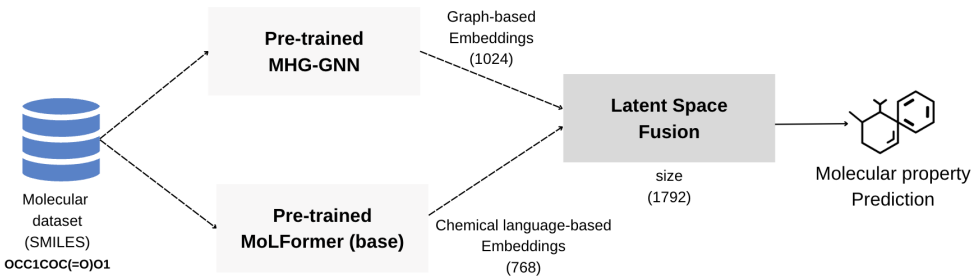 Molecular
dataset
(SMILES)
OCC1COC(=O)O1
Pre-trained
MHG-GNN
Pre-trained
MoLFormer (base)
Graph-based
Embeddings
(1024)
Chemical language-based
Embeddings
(768)
Latent Space
Fusion
size
(1792)
Molecular property
Prediction